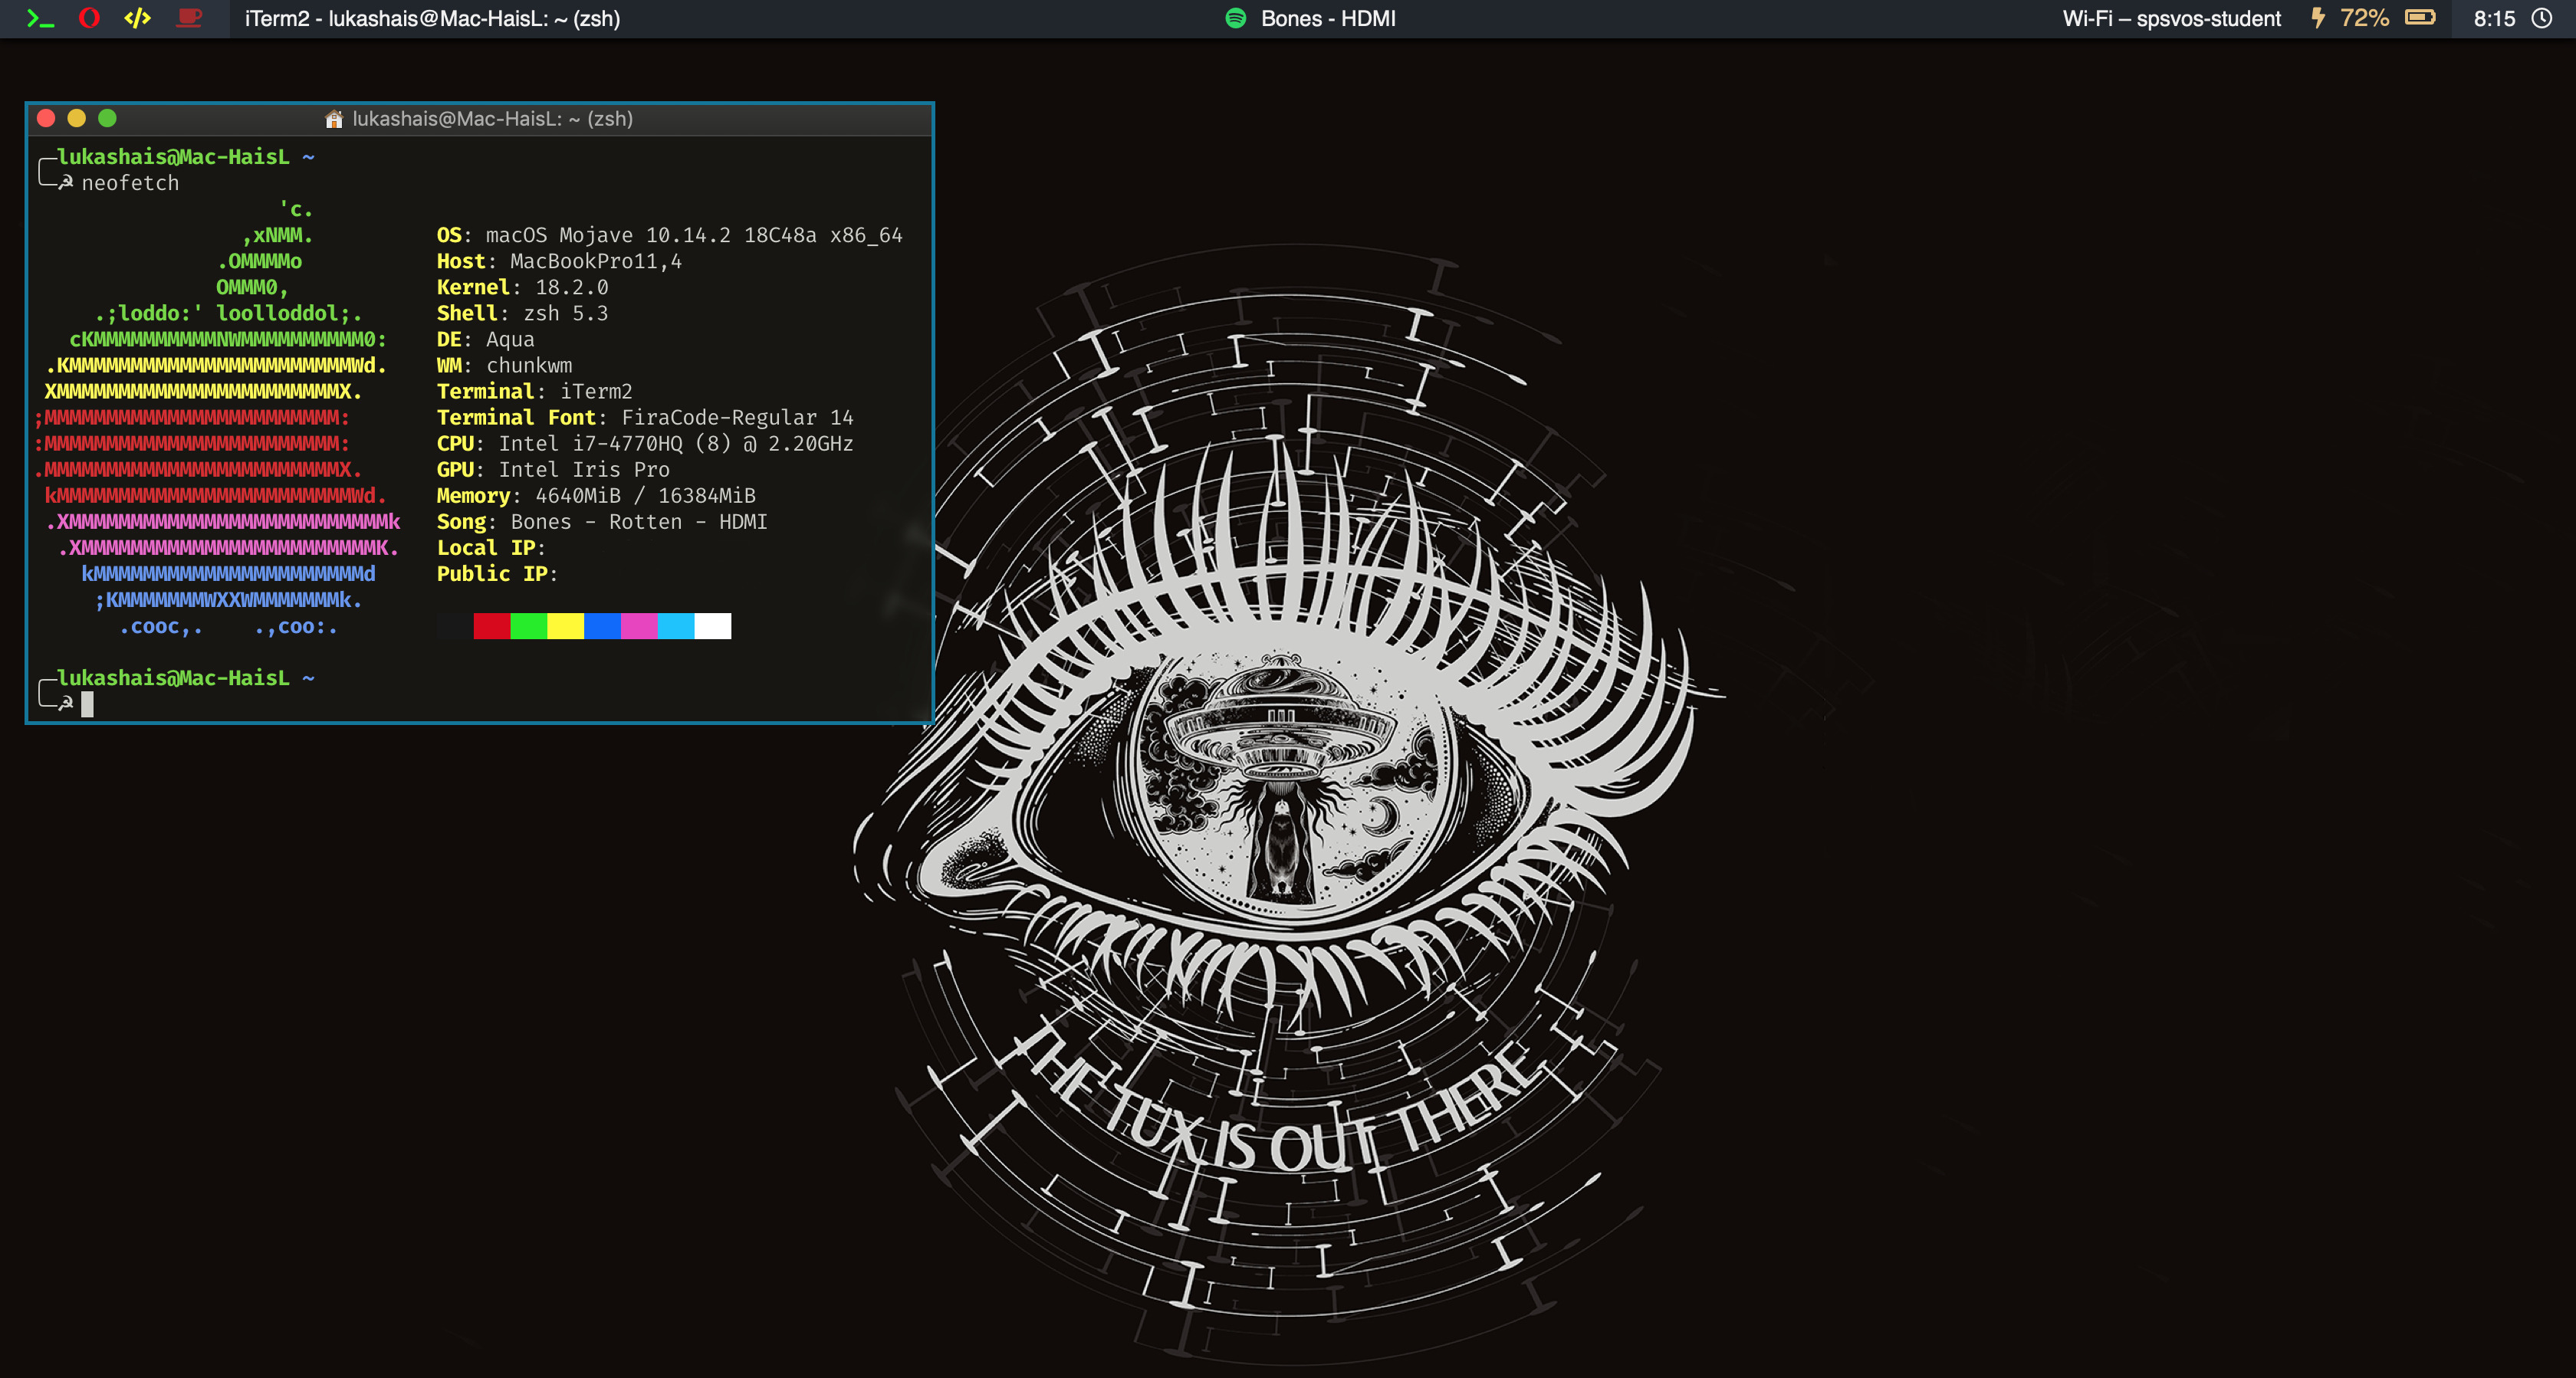 iTerm2 - lukashais@Mac-HaisL: ~ (zsh)
Bones - HDMI
Wi-Fi – spsvos-student
72%
8:15
lukashais@Mac-HaisL: ~ (zsh)
lukashais@Mac-HaisL ~
☭ neofetch
'c.
,xNMM.
.OMMMMo
OMMM0,
.;loddo:' loolloddol;.
cKMMMMMMMMMMNWMMMMMMMMMM0:
.KMMMMMMMMMMMMMMMMMMMMMMMWd.
XMMMMMMMMMMMMMMMMMMMMMMMX.
;MMMMMMMMMMMMMMMMMMMMMMMM:
:MMMMMMMMMMMMMMMMMMMMMMMM:
.MMMMMMMMMMMMMMMMMMMMMMMMX.
kMMMMMMMMMMMMMMMMMMMMMMMMWd.
.XMMMMMMMMMMMMMMMMMMMMMMMMMMk
.XMMMMMMMMMMMMMMMMMMMMMMMMK.
kMMMMMMMMMMMMMMMMMMMMMMd
;KMMMMMMMWXXWMMMMMMMk.
.cooc,. .,coo:.
OS: macOS Mojave 10.14.2 18C48a x86_64
Host: MacBookPro11,4
Kernel: 18.2.0
Shell: zsh 5.3
DE: Aqua
WM: chunkwm
Terminal: iTerm2
Terminal Font: FiraCode-Regular 14
CPU: Intel i7-4770HQ (8) @ 2.20GHz
GPU: Intel Iris Pro
Memory: 4640MiB / 16384MiB
Song: Bones - Rotten - HDMI
Local IP:
Public IP:
lukashais@Mac-HaisL ~
☭
THE TUX IS OUT THERE